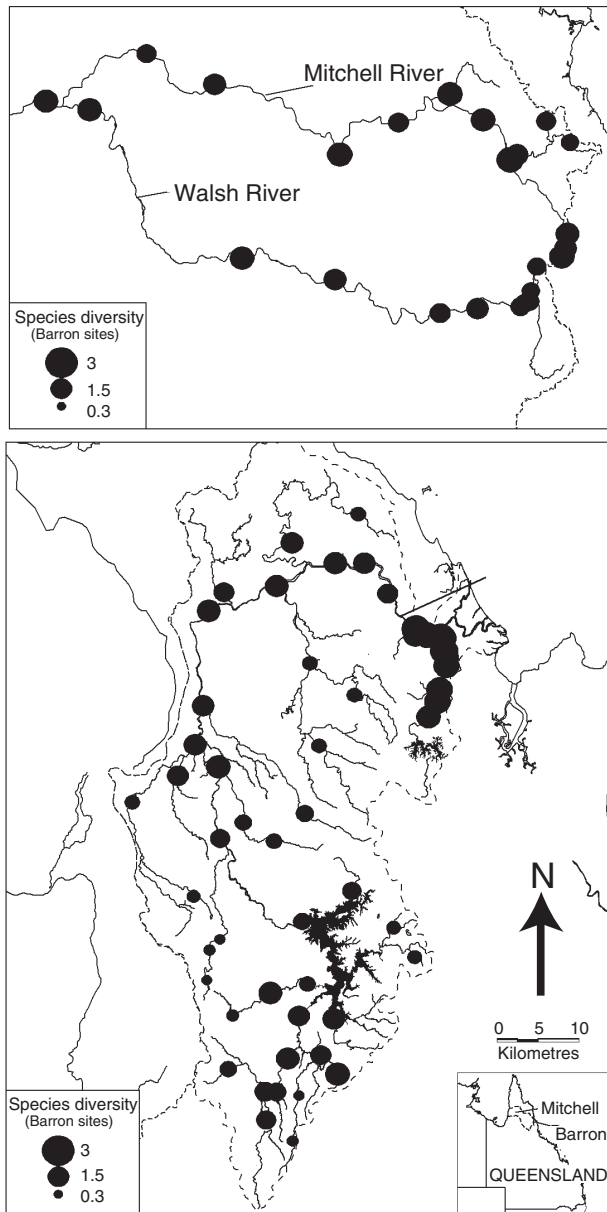 Mitchell River
Walsh River
Species diversity
(Barron sites)
3
1.5
0.3
N
0 5 10
Kilometres
Species diversity
(Barron sites)
3
1.5
0.3
Mitchell
Barron
QUEENSLAND